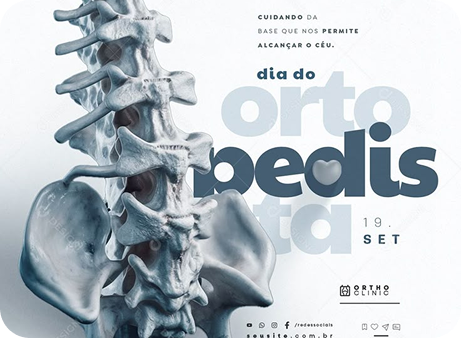 CUIDANDO DA
BASE QUE NOS PERMITE
ALCANÇAR O CÉU.
dia do
orto
pedis
ta
19.
SET
ORTHO
CLINIC
/redessociais
seusite.com.br